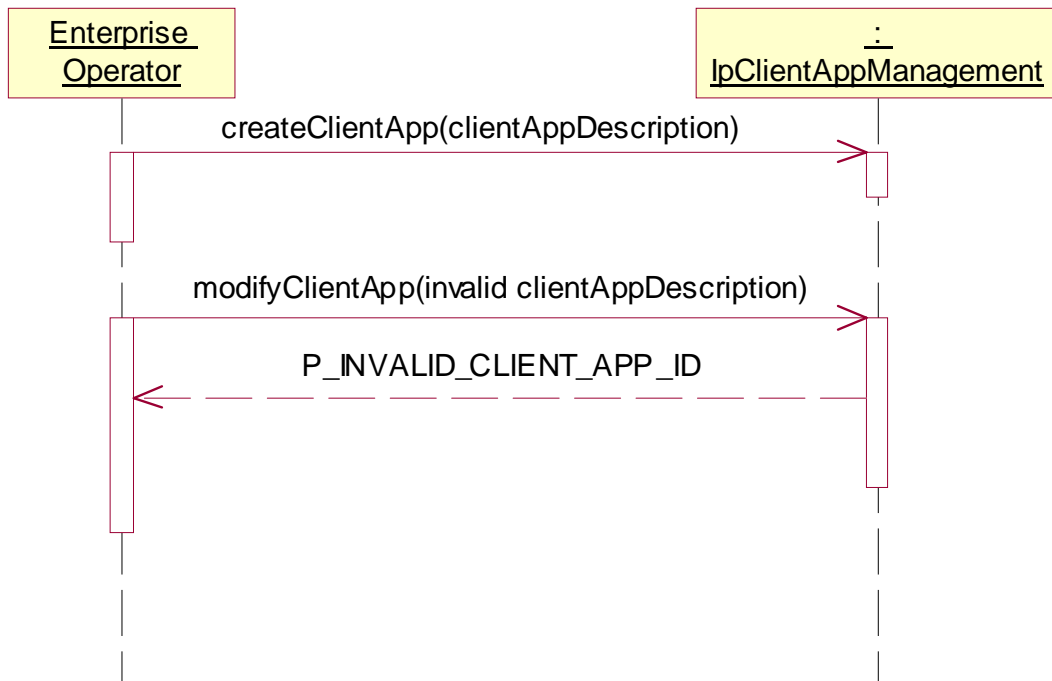 Enterprise
Operator
:
IpClientAppManagement
createClientApp(clientAppDescription)
modifyClientApp(invalid clientAppDescription)
P_INVALID_CLIENT_APP_ID